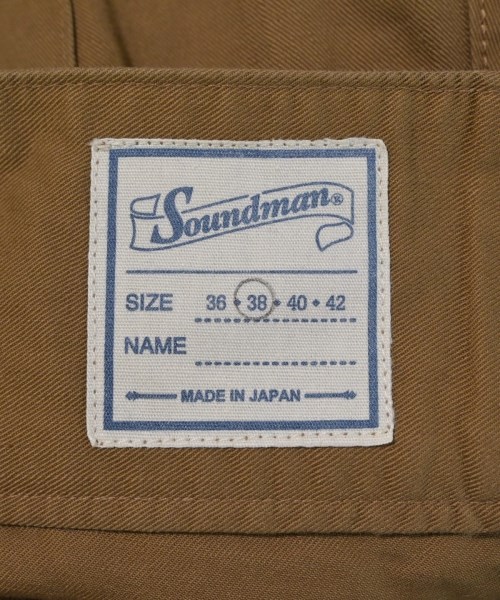 Soundman®
SIZE 36 • 38 • 40 • 42
NAME
MADE IN JAPAN